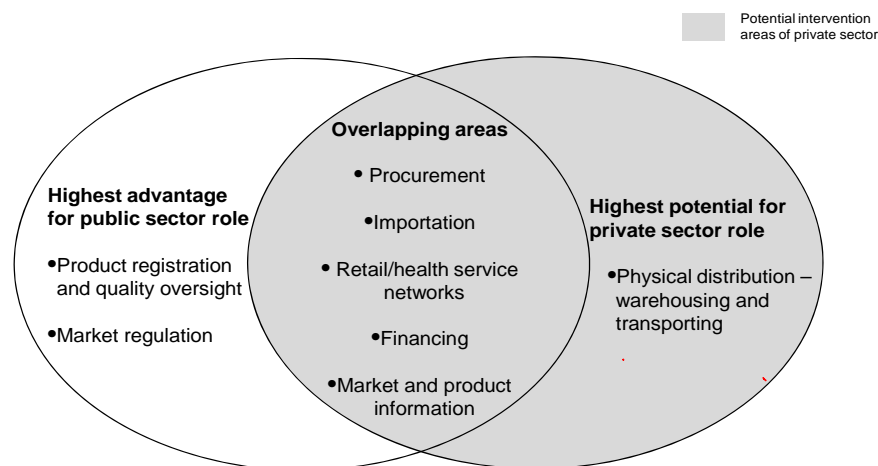 Potential intervention
areas of private sector
Overlapping areas
• Procurement
•Importation
• Retail/health service
networks
•Financing
•Market and product
information
Highest advantage
for public sector role
•Product registration
and quality oversight
•Market regulation
Highest potential for
private sector role
•Physical distribution –
warehousing and
transporting